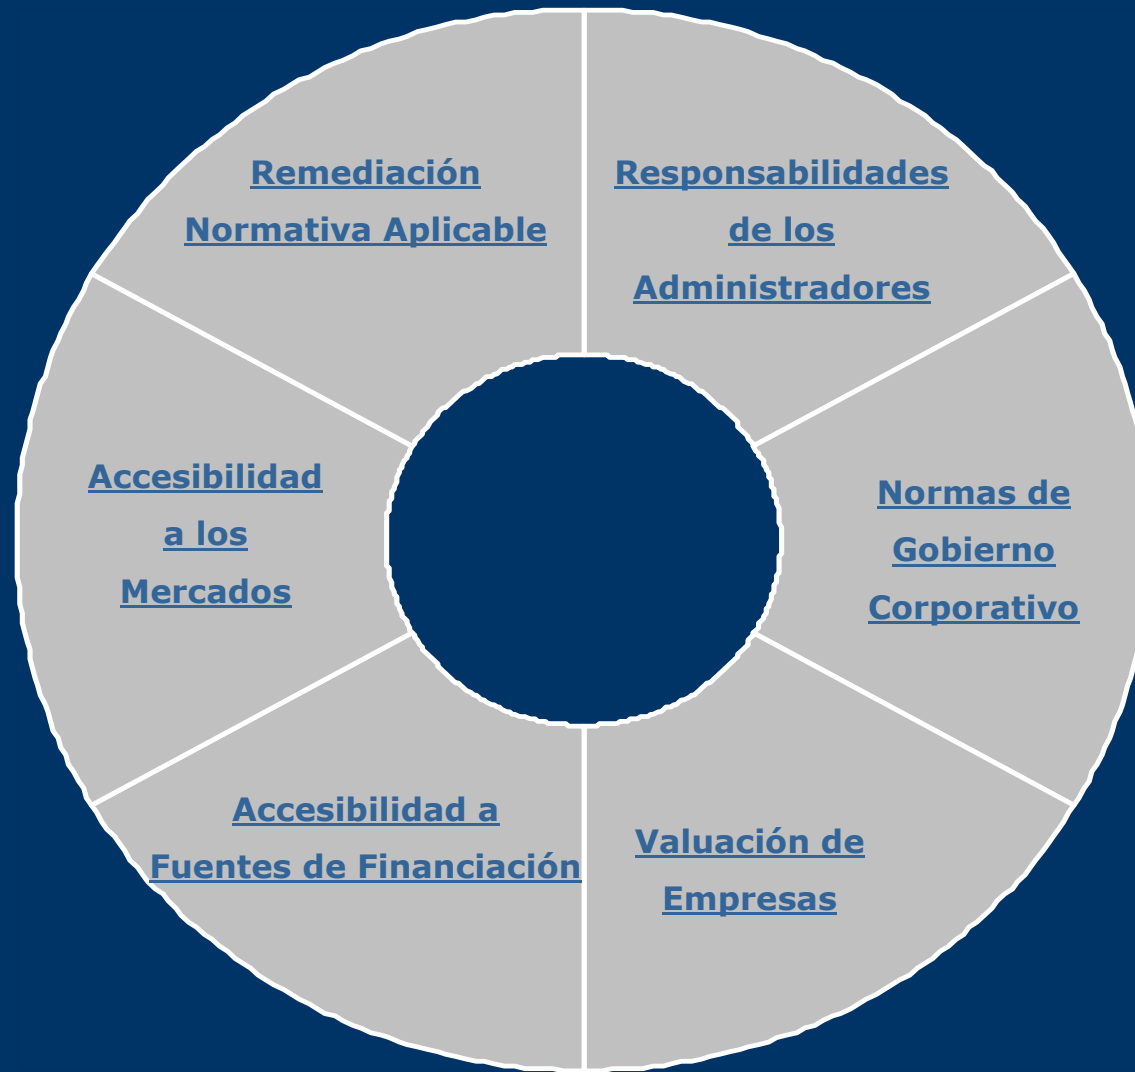 Remediación
Normativa Aplicable
Responsabilidades
de los
Administradores
Accesibilidad
a los
Mercados
Normas de
Gobierno
Corporativo
Accesibilidad a
Fuentes de Financiación
Valuación de
Empresas